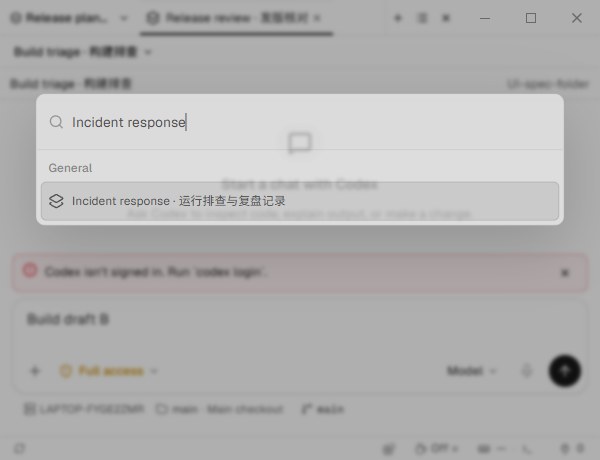 Release plan...
Release review · 发版核对
Build triage · 构建排查
Build triage · 构建排查
UI-spec-folder
Incident response
General
Start a chat with Codex
Incident response · 运行排查与复盘记录
Ask Codex to inspect code, explain output, or make a change.
Codex isn't signed in. Run `codex login`.
Build draft B
Full access
Model
main · Main checkout
main
Off
0